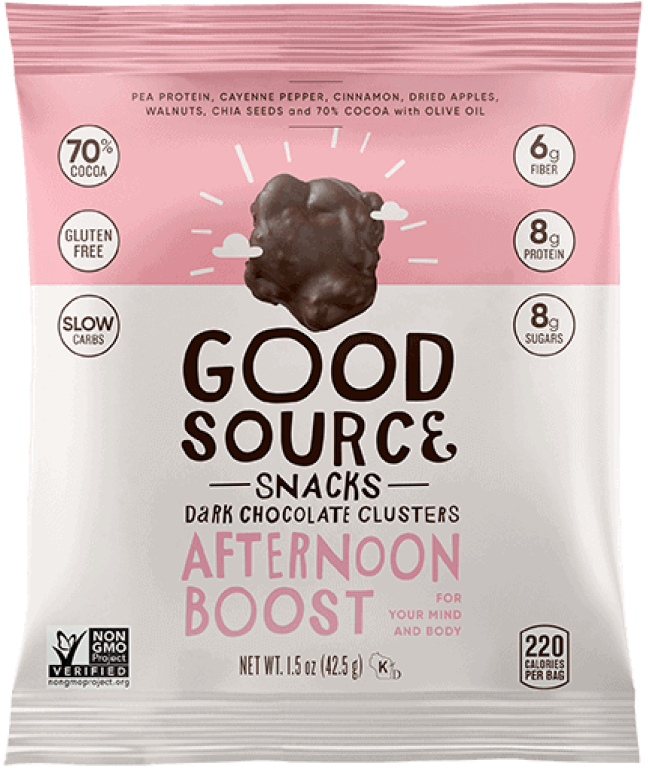 PEA PROTEIN, CAYENNE PEPPER, CINNAMON, DRIED APPLES,
WALNUTS, CHIA SEEDS and 70% COCOA with OLIVE OIL
70%
COCOA
6g
FIBER
GLUTEN
FREE
8g
PROTEIN
SLOW
CARBS
8g
SUGARS
GOOD
SOURCE
SNACKS
DARK CHOCOLATE CLUSTERS
AFTERNOON
BOOST
FOR
YOUR MIND
AND BODY
NON
GMO
Project
VERIFIED
nongmoproject.org
NET WT. 1.5 oz (42.5 g)
K
D
220
CALORIES
PER BAG